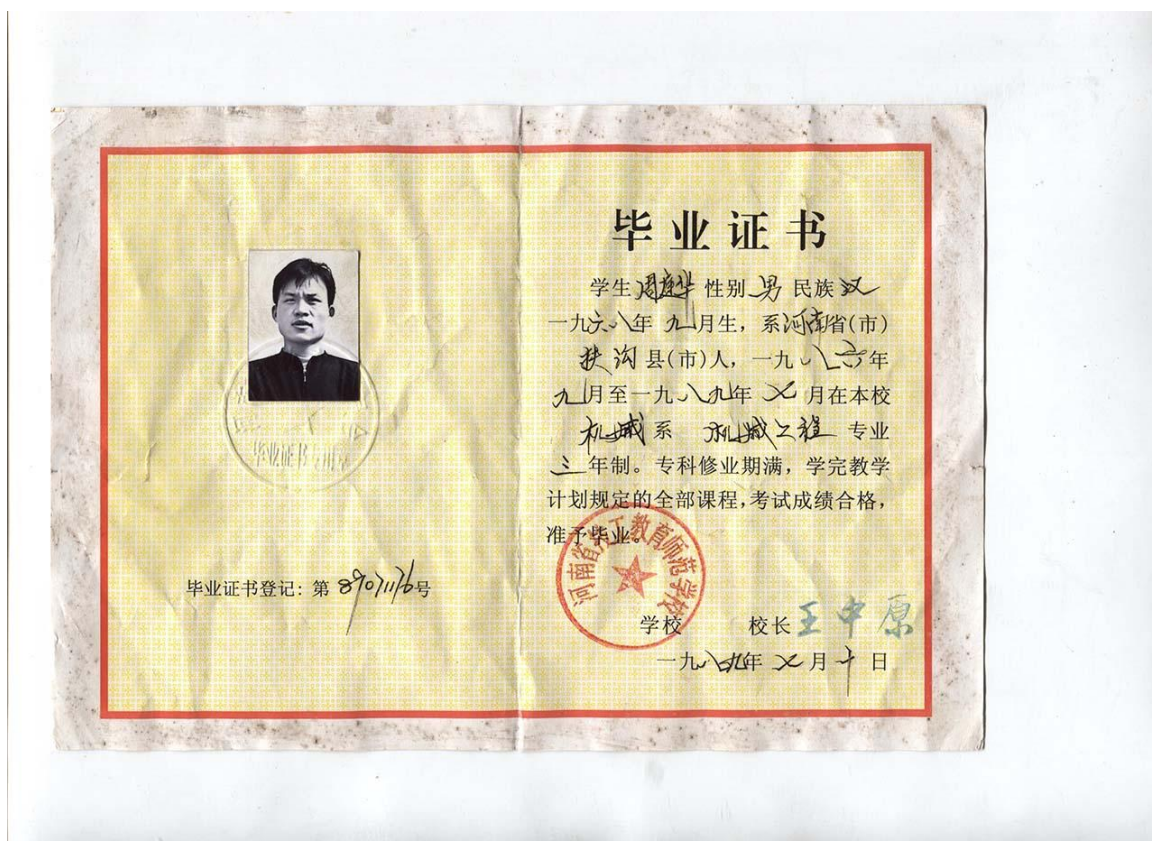 毕业证书
学生周建华性别男民族汉
一九六八年九月生，系河南省(市)
扶沟县(市)人，一九八六年
九月至一九八九年七月在本校
机械系 机械工程 专业
三年制。专科修业期满，学完教学
计划规定的全部课程，考试成绩合格，
准予毕业。
河南省职工教育师范学校
学校 校长王中原
一九八九年七月十日
毕业证书专用章
毕业证书登记：第8907116号